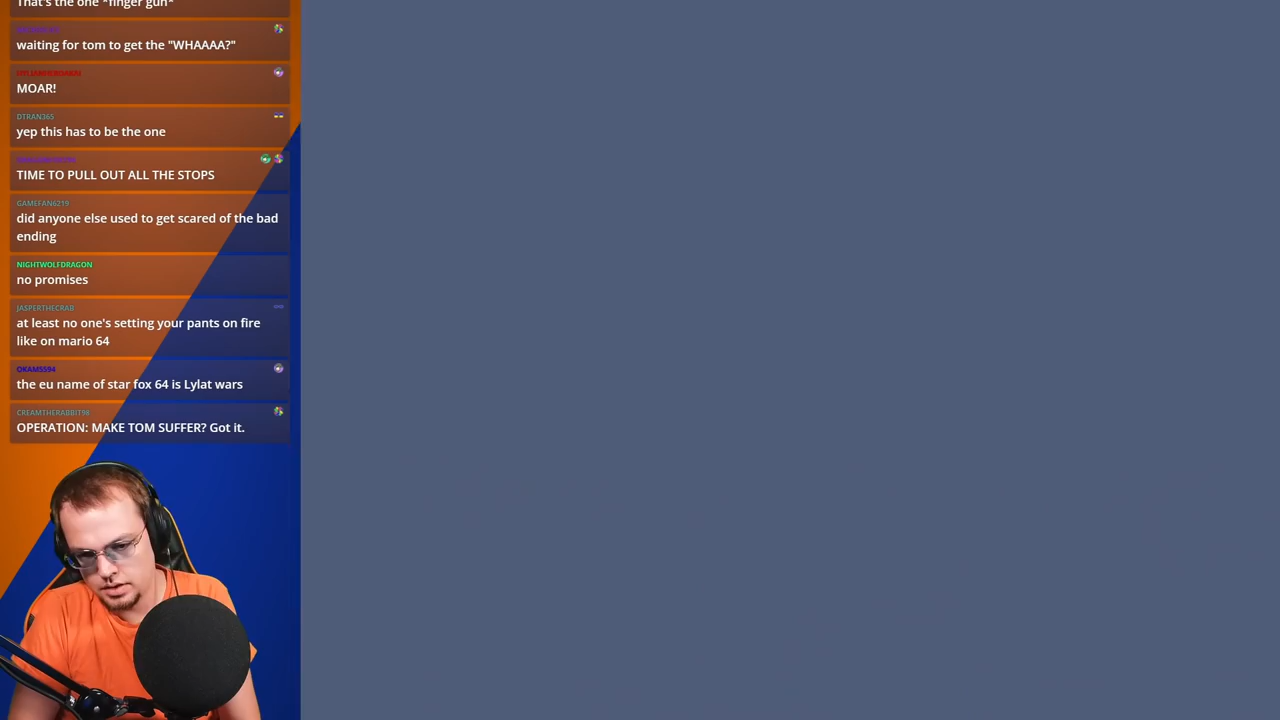 That's the one *finger gun*
waiting for tom to get the "WHAAAA?"
MOAR!
DTRAN365
yep this has to be the one
TIME TO PULL OUT ALL THE STOPS
GAMEFAN6219
did anyone else used to get scared of the bad
ending
NIGHTWOLFDRAGON
no promises
JASPERTHECRAB
at least no one's setting your pants on fire
like on mario 64
OKAMS594
the eu name of star fox 64 is Lylat wars
CREAMTHERABBIT98
OPERATION: MAKE TOM SUFFER? Got it.